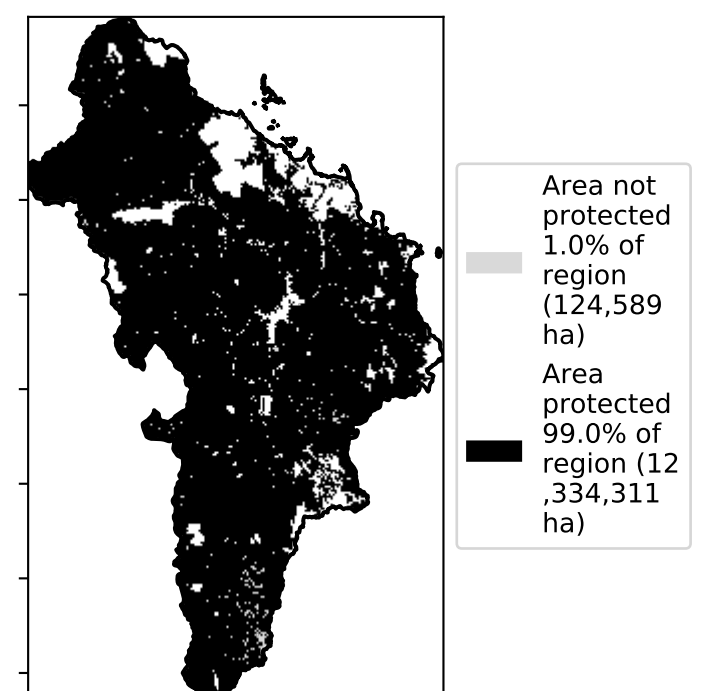 Area not
protected
1.0% of
region
(124,589
ha)
Area
protected
99.0% of
region (12
,334,311
ha)